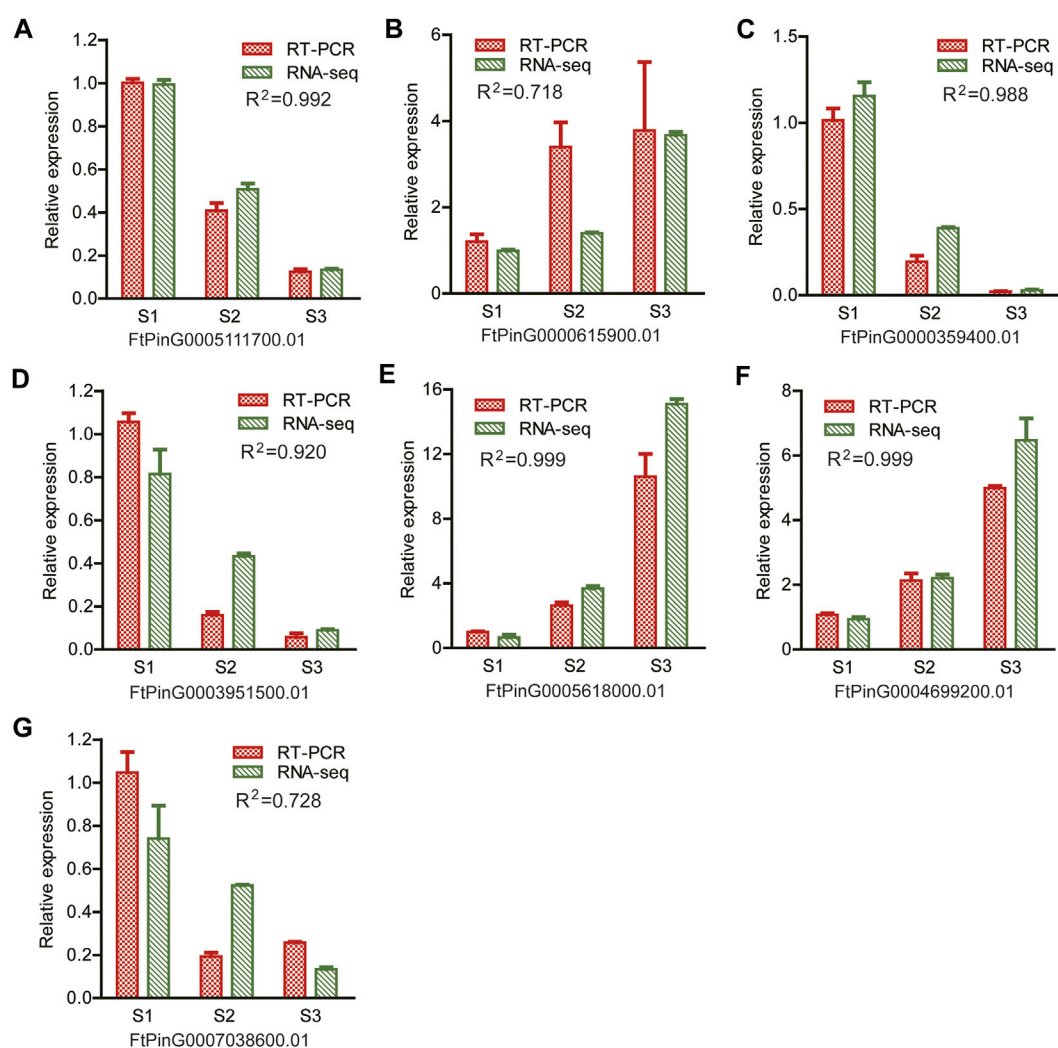 A
1.2
1.0
0.8
0.6
0.4
0.2
0.0
Relative expression
RT-PCR
RNA-seq
R²=0.992
S1 S2 S3
FtPinG0005111700.01
B
6
4
2
0
Relative expression
RT-PCR
RNA-seq
R²=0.718
S1 S2 S3
FtPinG0000615900.01
C
1.5
1.0
0.5
0.0
Relative expression
RT-PCR
RNA-seq
R²=0.988
S1 S2 S3
FtPinG0000359400.01
D
1.2
1.0
0.8
0.6
0.4
0.2
0.0
Relative expression
RT-PCR
RNA-seq
R²=0.920
S1 S2 S3
FtPinG0003951500.01
E
16
12
8
4
0
Relative expression
RT-PCR
RNA-seq
R²=0.999
S1 S2 S3
FtPinG0005618000.01
F
8
6
4
2
0
Relative expression
RT-PCR
RNA-seq
R²=0.999
S1 S2 S3
FtPinG0004699200.01
G
1.2
1.0
0.8
0.6
0.4
0.2
0.0
Relative expression
RT-PCR
RNA-seq
R²=0.728
S1 S2 S3
FtPinG0007038600.01